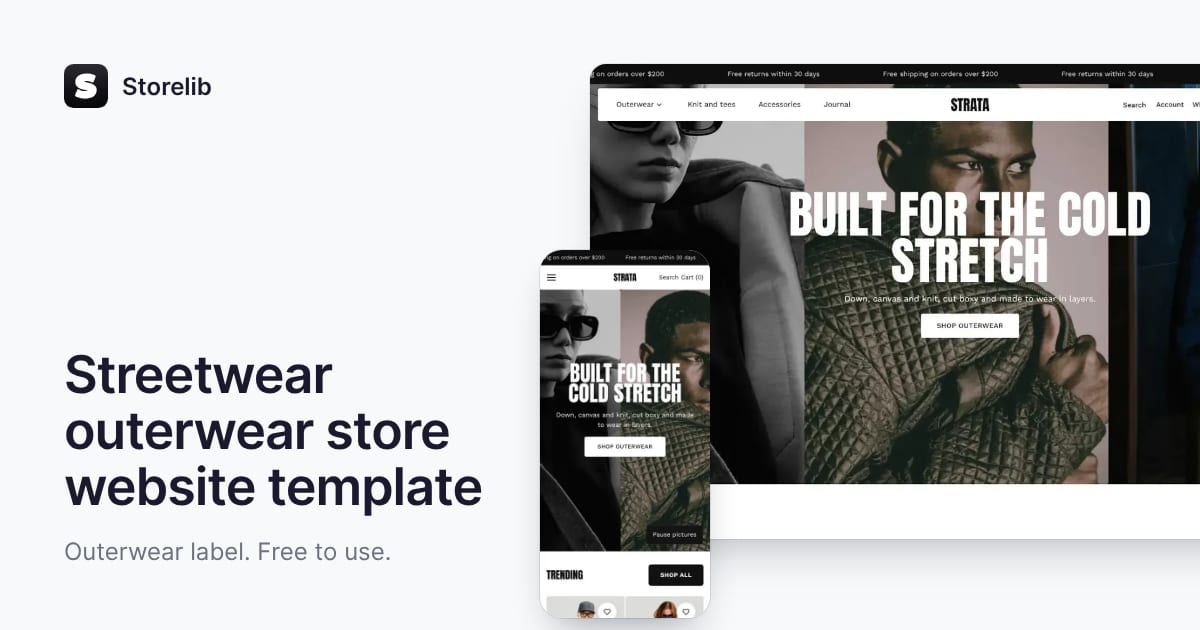 S
Storelib
Streetwear
outerwear store
website template
Outerwear label. Free to use.
g on orders over $200 Free returns within 30 days Free shipping on orders over $200 Free returns within 30 days
Outerwear Knit and tees Accessories Journal STRATA Search Account
BUILT FOR THE COLD
STRETCH
Down, canvas and knit, cut boxy and made to wear in layers.
SHOP OUTERWEAR
g on orders over $200 Free returns within 30 days
STRATA Search Cart (0)
BUILT FOR THE
COLD STRETCH
Down, canvas and knit, cut boxy and made
to wear in layers.
SHOP OUTERWEAR
Pause pictures
TRENDING SHOP ALL